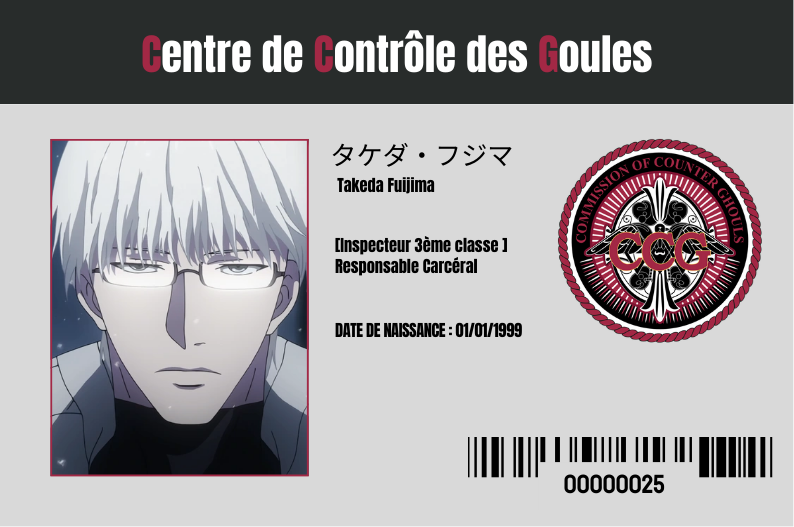 Centre de Contrôle des Goules
タケダ・フジマ
Takeda Fuijima
[Inspecteur 3ème classe ]
Responsable Carcéral
DATE DE NAISSANCE : 01/01/1999
COMMISSION OF COUNTER GHOULS
CCG
00000025